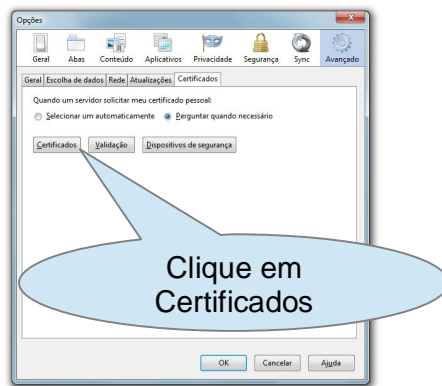 Opções
Geral Abas Conteúdo Aplicativos Privacidade Segurança Sync Avançado
Geral Escolha de dados Rede Atualizações Certificados
Quando um servidor solicitar meu certificado pessoal:
Selecionar um automaticamente Perguntar quando necessário
Certificados Validação Dispositivos de segurança
Clique em
Certificados
OK Cancelar Ajuda